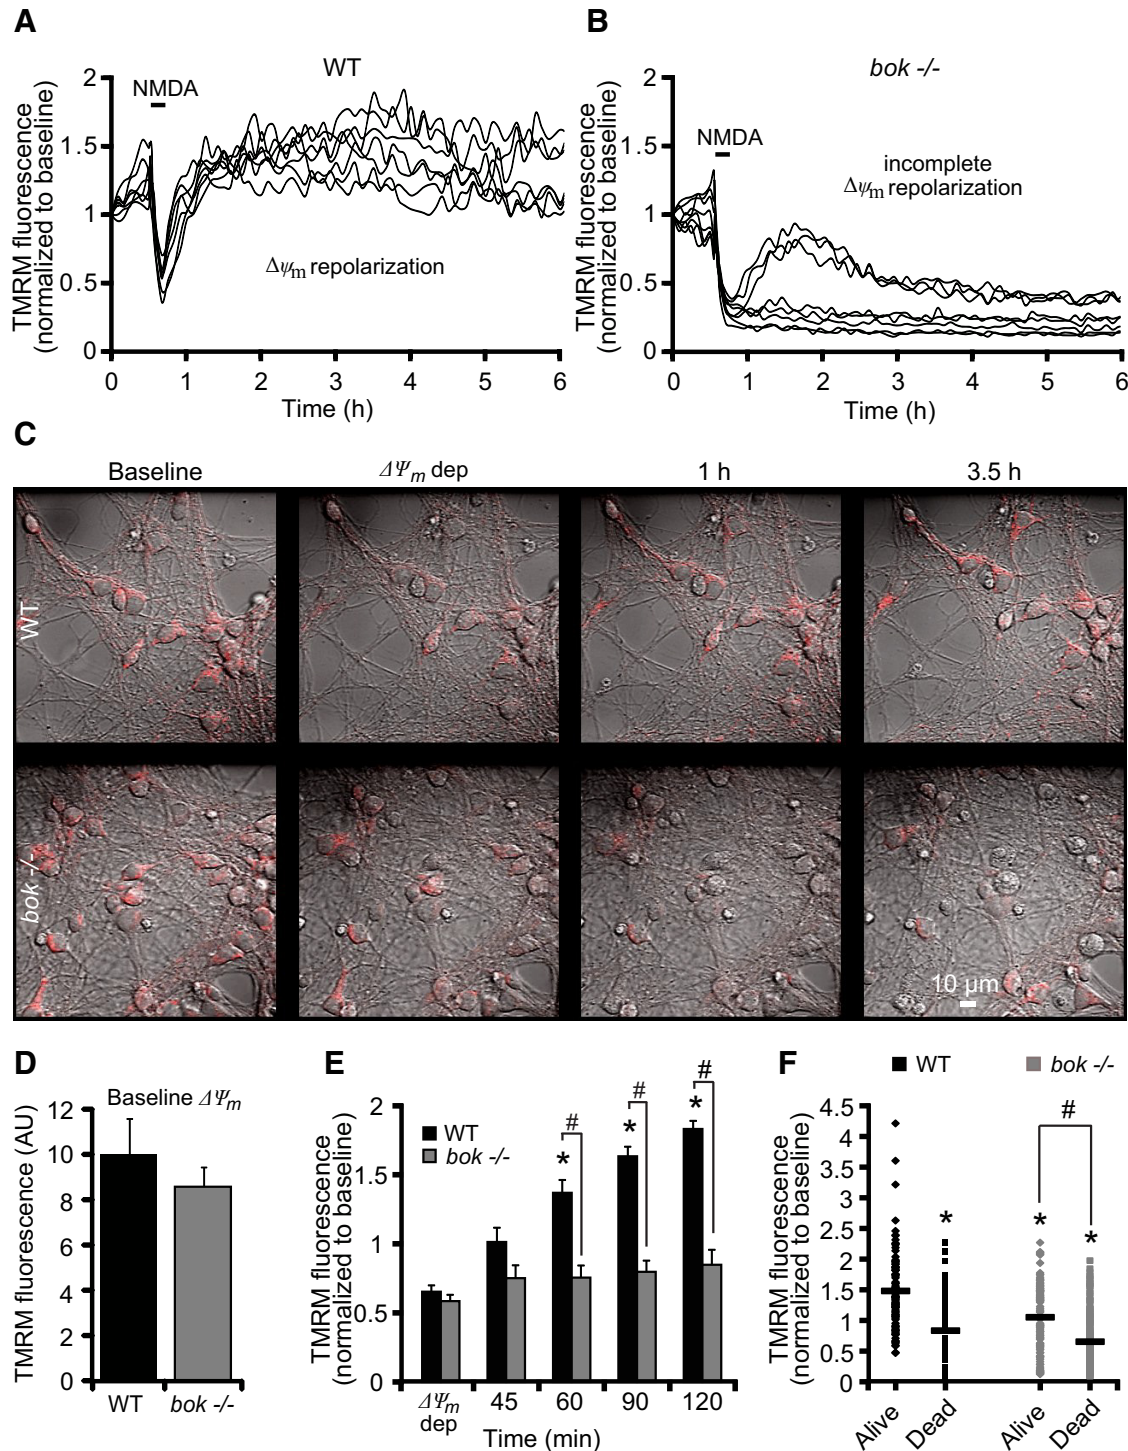 A
WT
NMDA
TMRM fluorescence
(normalized to baseline)
2
1.5
1
0.5
0
Δψm repolarization
0 1 2 3 4 5 6
Time (h)
B
bok -/-
NMDA
TMRM fluorescence
(normalized to baseline)
2
1.5
1
0.5
0
incomplete
Δψm repolarization
0 1 2 3 4 5 6
Time (h)
C
Baseline ΔΨm dep 1 h 3.5 h
WT
bok -/-
10 µm
D
Baseline ΔΨm
TMRM fluorescence (AU)
12
10
8
6
4
2
0
WT bok -/-
E
TMRM fluorescence
(normalized to baseline)
2
1.5
1
0.5
0
WT
bok -/-
* # * # * #
ΔΨm dep 45 60 90 120
Time (min)
F
WT bok -/-
TMRM fluorescence
(normalized to baseline)
4.5
4
3.5
3
2.5
2
1.5
1
0.5
0
#
* * *
Alive Dead Alive Dead